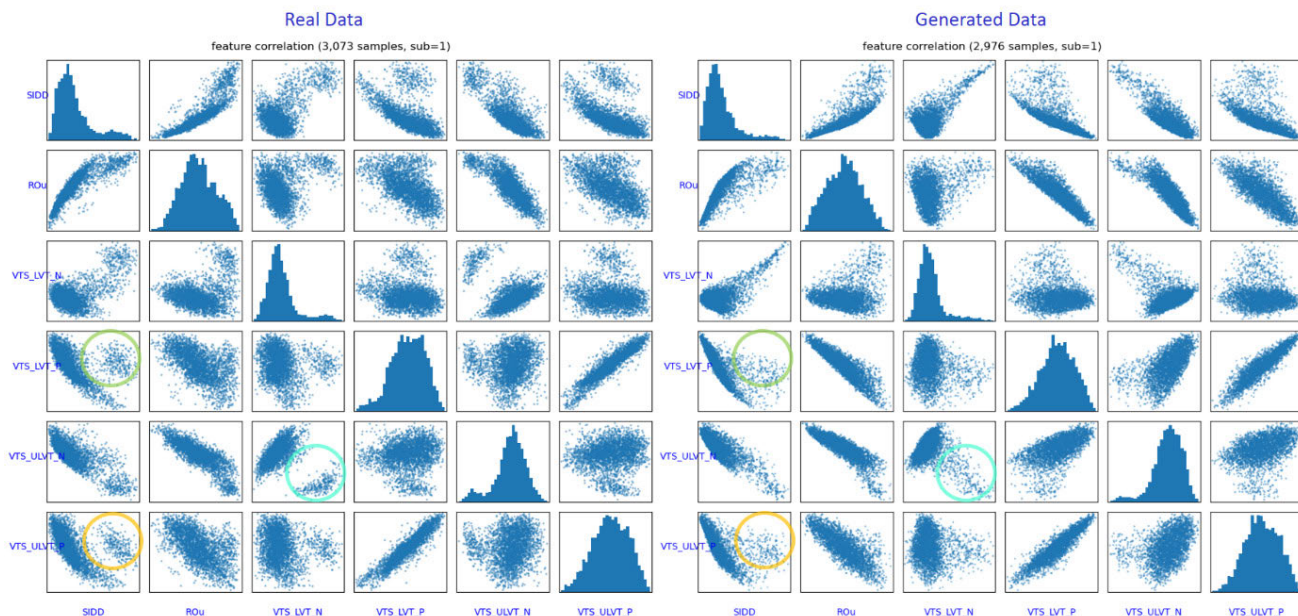 Real Data
Generated Data
feature correlation (3,073 samples, sub=1)
feature correlation (2,976 samples, sub=1)
SIDD
ROu
VTS_LVT_N
VTS_LVT_P
VTS_ULVT_N
VTS_ULVT_P
SIDD ROu VTS_LVT_N VTS_LVT_P VTS_ULVT_N VTS_ULVT_P
SIDD
ROu
VTS_LVT_N
VTS_LVT_P
VTS_ULVT_N
VTS_ULVT_P
SIDD ROu VTS_LVT_N VTS_LVT_P VTS_ULVT_N VTS_ULVT_P